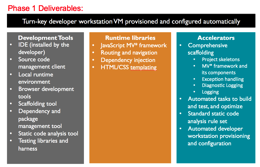 Phase 1 Deliverables:
Turn-key developer workstation VM provisioned and configured automatically
Development Tools
• IDE (Installed by the
developer)
• Source code
management client
• Local runtime
environment
• Browser development
tools
• Scaffolding tool
• Dependency and
package
management tool
• Static code analysis tool
• Testing libraries and
harness
Runtime libraries
• JavaScript MV* framework
• Routing and navigation
• Dependency injection
• HTML/CSS templating
Accelerators
• Comprehensive
scaffolding
• Project skeletons
• MV* framework and
its components
• Exception handling
• Diagnostic Logging
• Logging
• Automated tasks to build
and test, and optimize
• Standard static code
analysis rule set
• Automated developer
workstation provisioning
and configuration